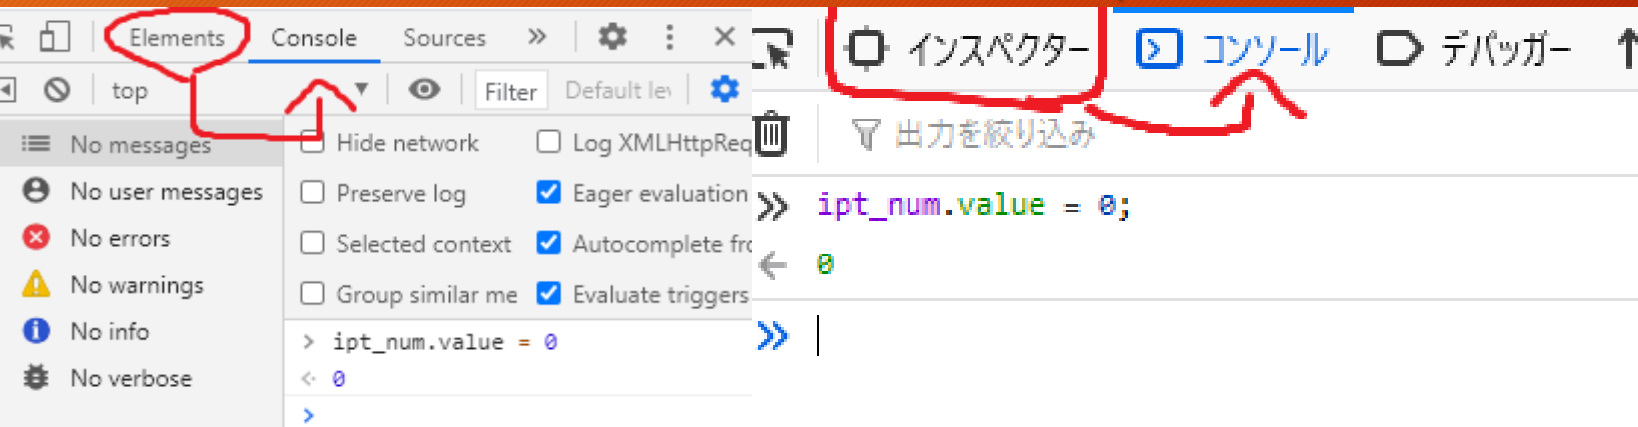 Elements Console Sources
top Filter Default lev
No messages
No user messages
No errors
No warnings
No info
No verbose
Hide network Log XMLHttpReq
Preserve log Eager evaluation
Selected context Autocomplete fro
Group similar me Evaluate triggers
ipt_num.value = 0
0
インスペクター コンソール デバッガー
出力を絞り込み
ipt_num.value = 0;
0